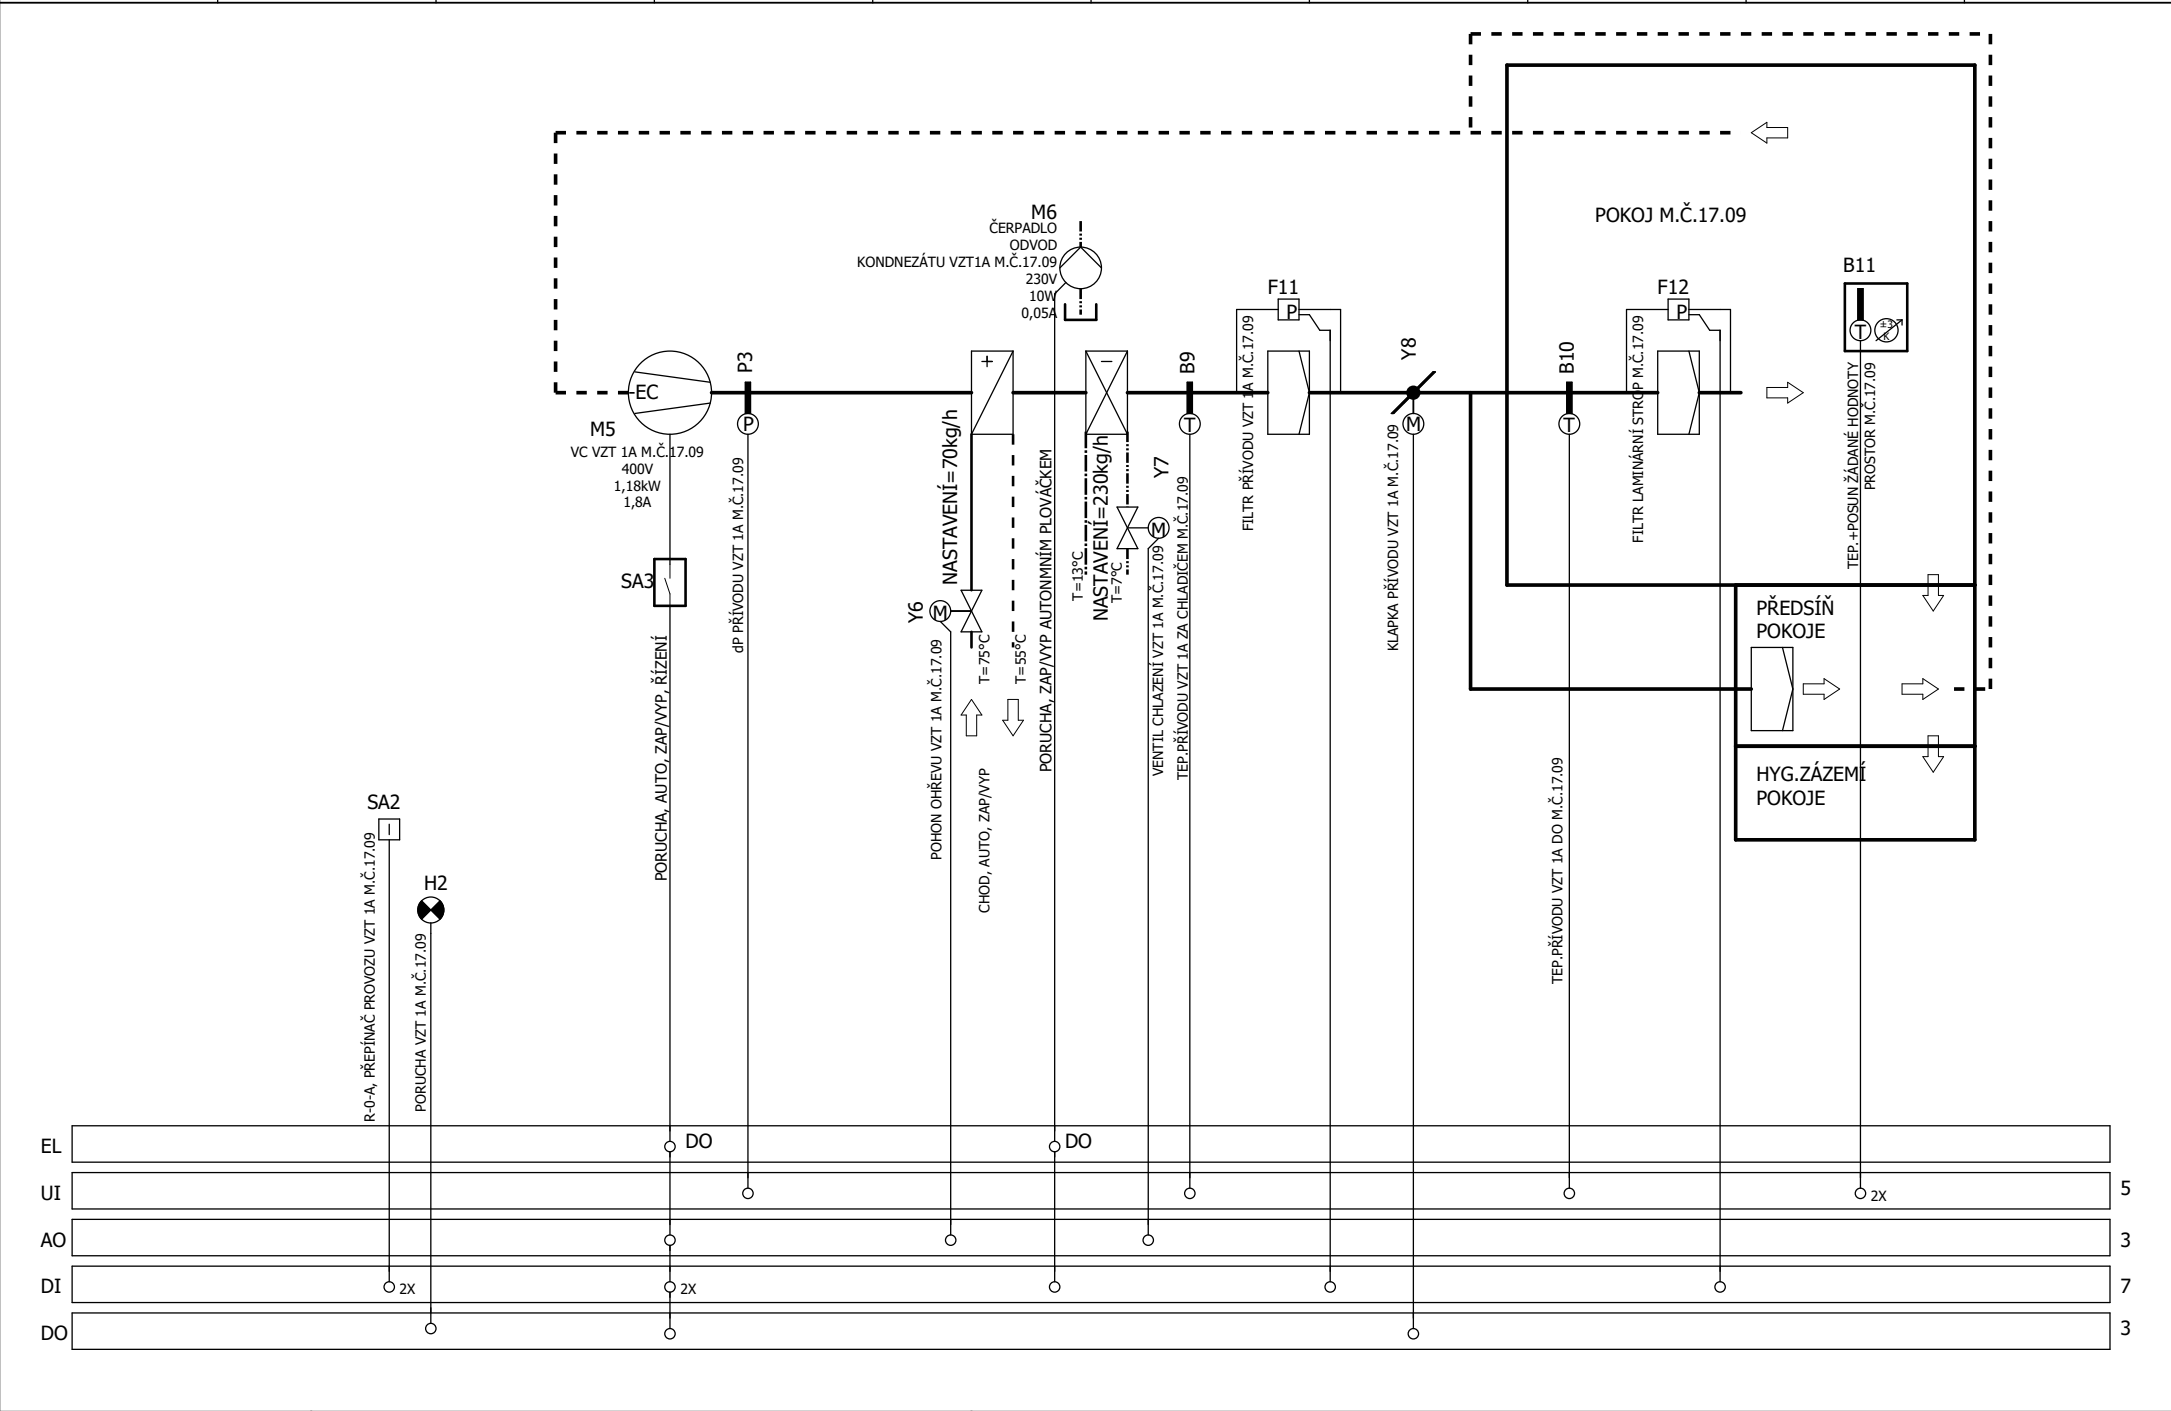 POKOJ M.Č.17.09
M6
ČERPADLO
ODVOD
KONDNEZÁTU VZT1A M.Č.17.09
230V
10W
0,05A
F11
P
F12
P
B11
T
±3
K
EC
M5
VC VZT 1A M.Č.17.09
400V
1,18kW
1,8A
P3
P
dP PŘÍVODU VZT 1A M.Č.17.09
SA3
PORUCHA, AUTO, ZAP/VYP, ŘÍZENÍ
+
NASTAVENÍ=70kg/h
Y6
M
POHON OHŘEVU VZT 1A M.Č.17.09
T=75°C
T=55°C
CHOD, AUTO, ZAP/VYP
PORUCHA, ZAP/VYP AUTONMNÍM PLOVÁČKEM
−
T=13°C
NASTAVENÍ=230kg/h
T=7°C
Y7
M
VENTIL CHLAZENÍ VZT 1A M.Č.17.09
B9
T
TEP.PŘÍVODU VZT 1A ZA CHLADIČEM M.Č.17.09
FILTR PŘÍVODU VZT 1A M.Č.17.09
Y8
M
KLAPKA PŘÍVODU VZT 1A M.Č.17.09
B10
T
TEP.PŘÍVODU VZT 1A DO M.Č.17.09
FILTR LAMINÁRNÍ STROP M.Č.17.09
TEP.+POSUN ŽÁDANÉ HODNOTY
PROSTOR M.Č.17.09
PŘEDSÍŇ
POKOJE
HYG.ZÁZEMÍ
POKOJE
SA2
I
R-0-A, PŘEPÍNAČ PROVOZU VZT 1A M.Č.17.09
H2
PORUCHA VZT 1A M.Č.17.09
EL DO DO
UI 2X 5
AO 3
DI 2X 2X 7
DO 3